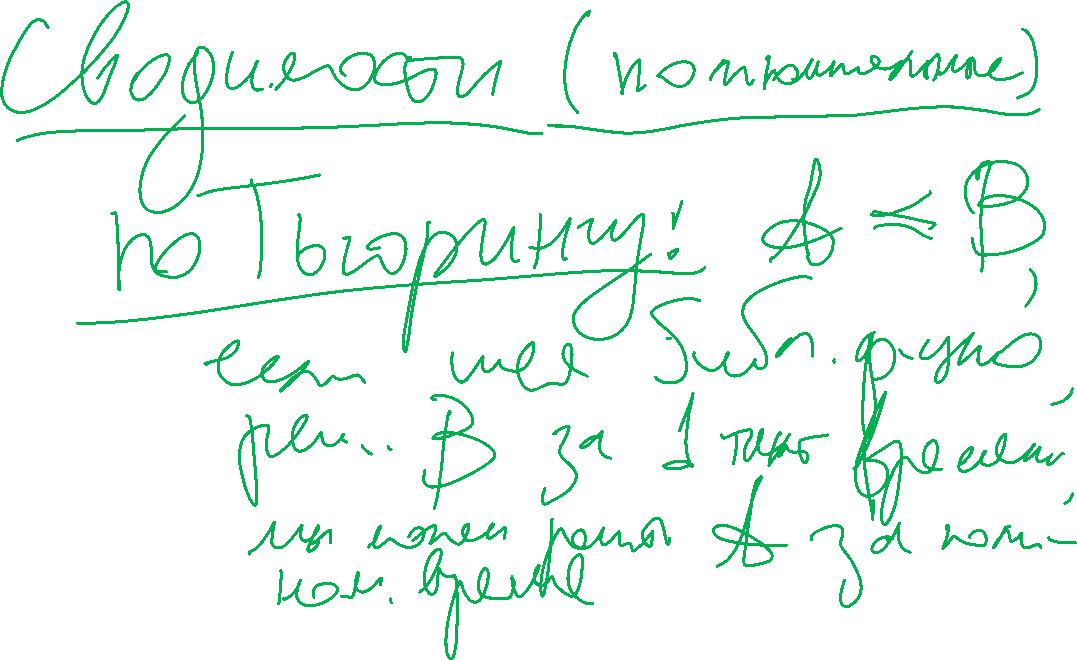 Сводимости (полиномиальные)
по Тьюрингу: A ≤ B,
если имея библ. ф-цию,
реш. B за 1 такт времени,
мы можем решить A за поли-
ном. время